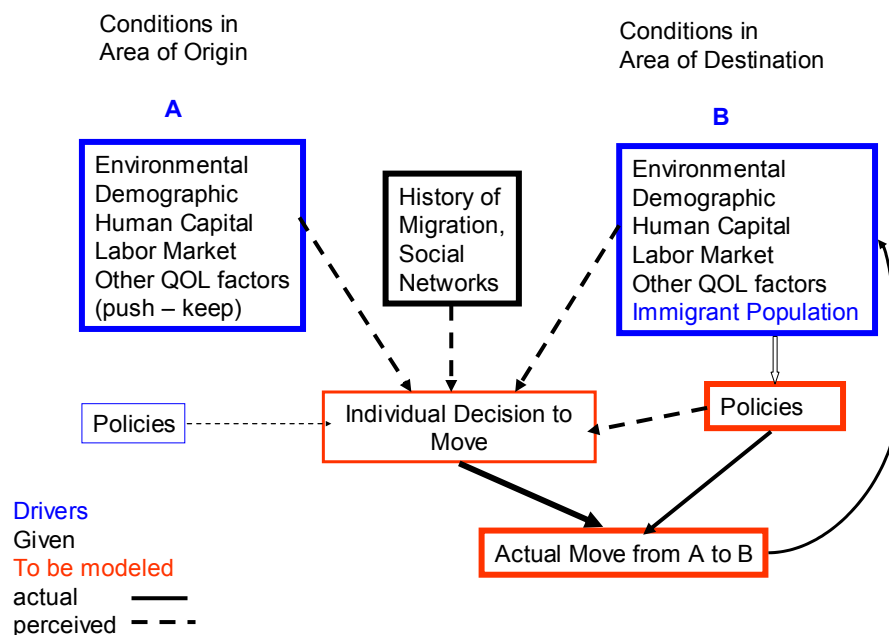 Conditions in
Area of Origin
Conditions in
Area of Destination
A
B
Environmental
Demographic
Human Capital
Labor Market
Other QOL factors
(push – keep)
History of
Migration,
Social
Networks
Environmental
Demographic
Human Capital
Labor Market
Other QOL factors
Immigrant Population
Policies
Individual Decision to
Move
Policies
Actual Move from A to B
Drivers
Given
To be modeled
actual
perceived